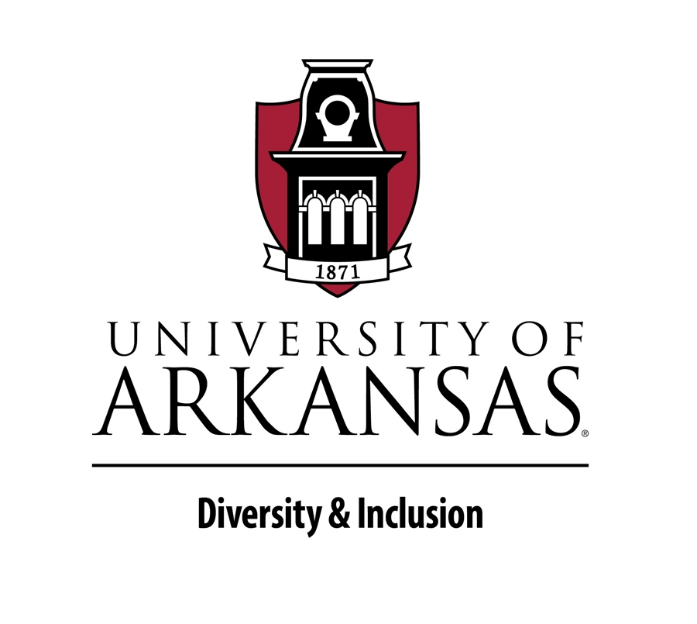 1871
UNIVERSITY OF
ARKANSAS®
Diversity & Inclusion